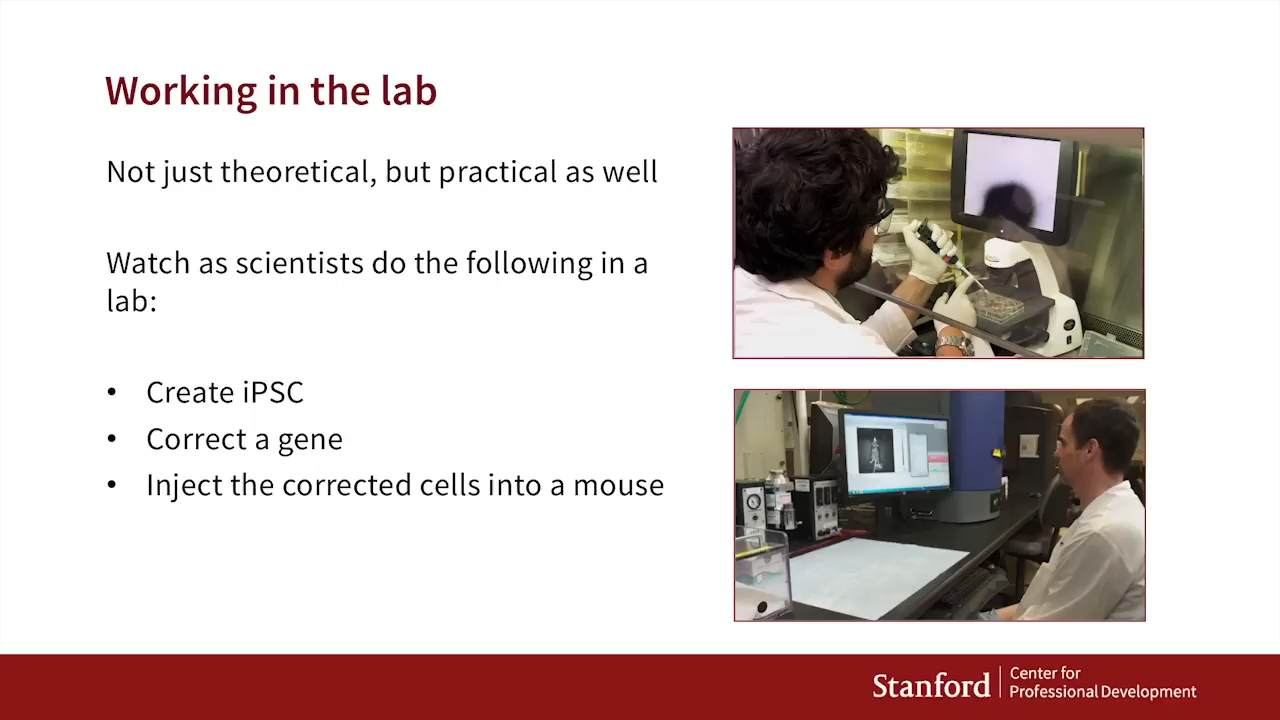 Working in the lab
Not just theoretical, but practical as well
Watch as scientists do the following in a
lab:
• Create iPSC
• Correct a gene
• Inject the corrected cells into a mouse
Stanford
Center for
Professional Development